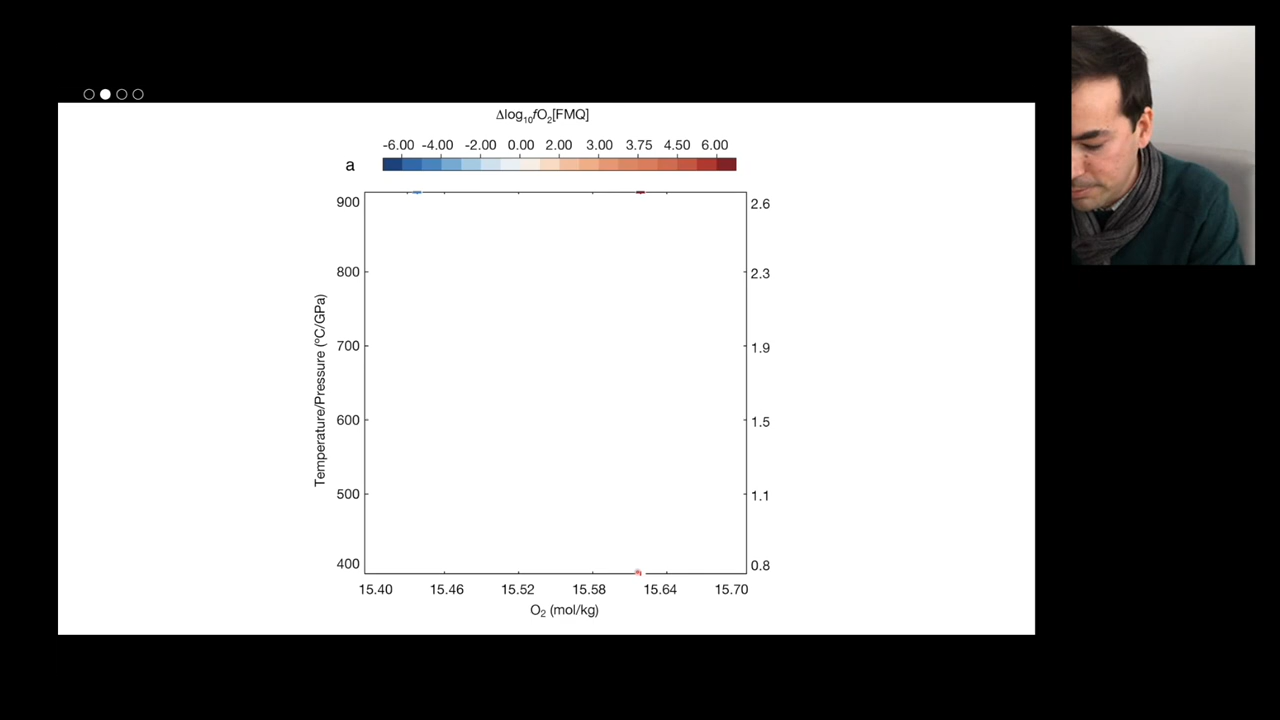 Δlog10fO2[FMQ]
-6.00 -4.00 -2.00 0.00 2.00 3.00 3.75 4.50 6.00
a
900 2.6
800 2.3
700 1.9
600 1.5
500 1.1
400 0.8
Temperature/Pressure (°C/GPa)
15.40 15.46 15.52 15.58 15.64 15.70
O2 (mol/kg)